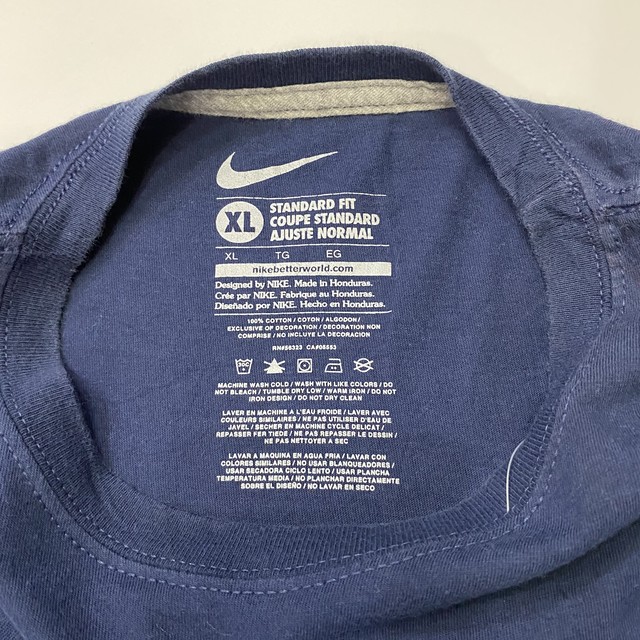 XL
STANDARD FIT
COUPE STANDARD
AJUSTE NORMAL
XL TG EG
nikebetterworld.com
Designed by NIKE. Made in Honduras.
Crée par NIKE. Fabrique au Honduras.
Diseñado por NIKE. Hecho en Honduras.
100% COTTON / COTON / ALGODON /
EXCLUSIVE OF DECORATION / DECORATION NON
COMPRISE / NO INCLUYE LA DECORACION
RN#56323 CA#05553
30C
MACHINE WASH COLD / WASH WITH LIKE COLORS / DO
NOT BLEACH / TUMBLE DRY LOW / WARM IRON / DO NOT
IRON DESIGN / DO NOT DRY CLEAN
LAVER EN MACHINE A L'EAU FROIDE / LAVER AVEC
COULEURS SIMILAIRES / NE PAS UTILISER D'EAU DE
JAVEL / SECHER EN MACHINE CYCLE DELICAT /
REPASSER FER TIEDE / NE PAS REPASSER LE DESSIN /
NE PAS NETTOYER A SEC
LAVAR A MAQUINA EN AGUA FRIA / LAVAR CON
COLORES SIMILARES / NO USAR BLANQUEADORES /
USAR SECADORA CICLO LENTO / USAR PLANCHA
TEMPERATURA MEDIA / NO PLANCHAR DIRECTAMENTE
SOBRE EL DISEÑO / NO LAVAR EN SECO